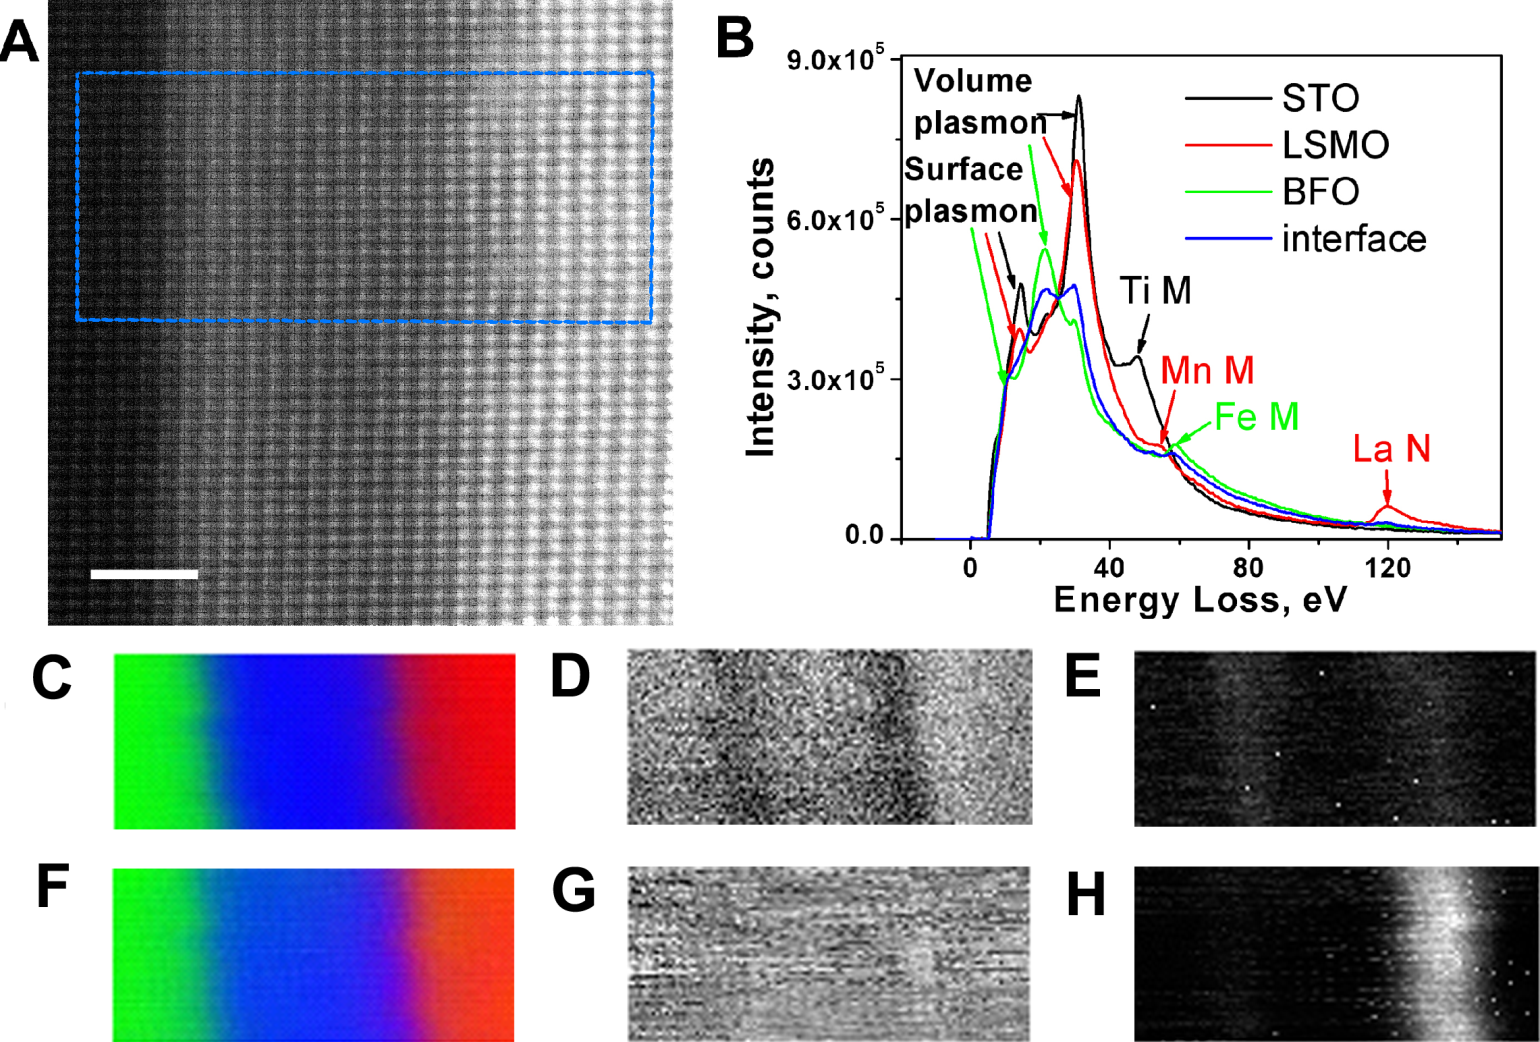 A
B
9.0x10⁵
6.0x10⁵
3.0x10⁵
0.0
Intensity, counts
Volume
plasmon
Surface
plasmon
STO
LSMO
BFO
interface
Ti M
Mn M
Fe M
La N
0 40 80 120
Energy Loss, eV
C
D
E
F
G
H